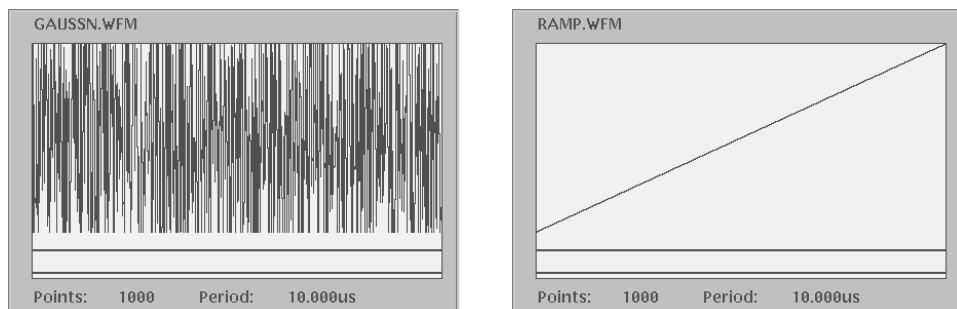 GAUSSN.WFM
Points: 1000 Period: 10.000us
RAMP.WFM
Points: 1000 Period: 10.000us